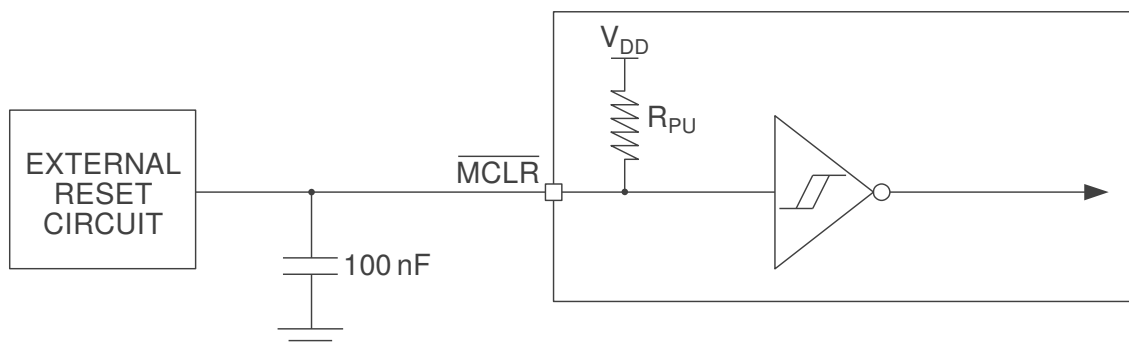 EXTERNAL
RESET
CIRCUIT
100 nF
MCLR
VDD
RPU